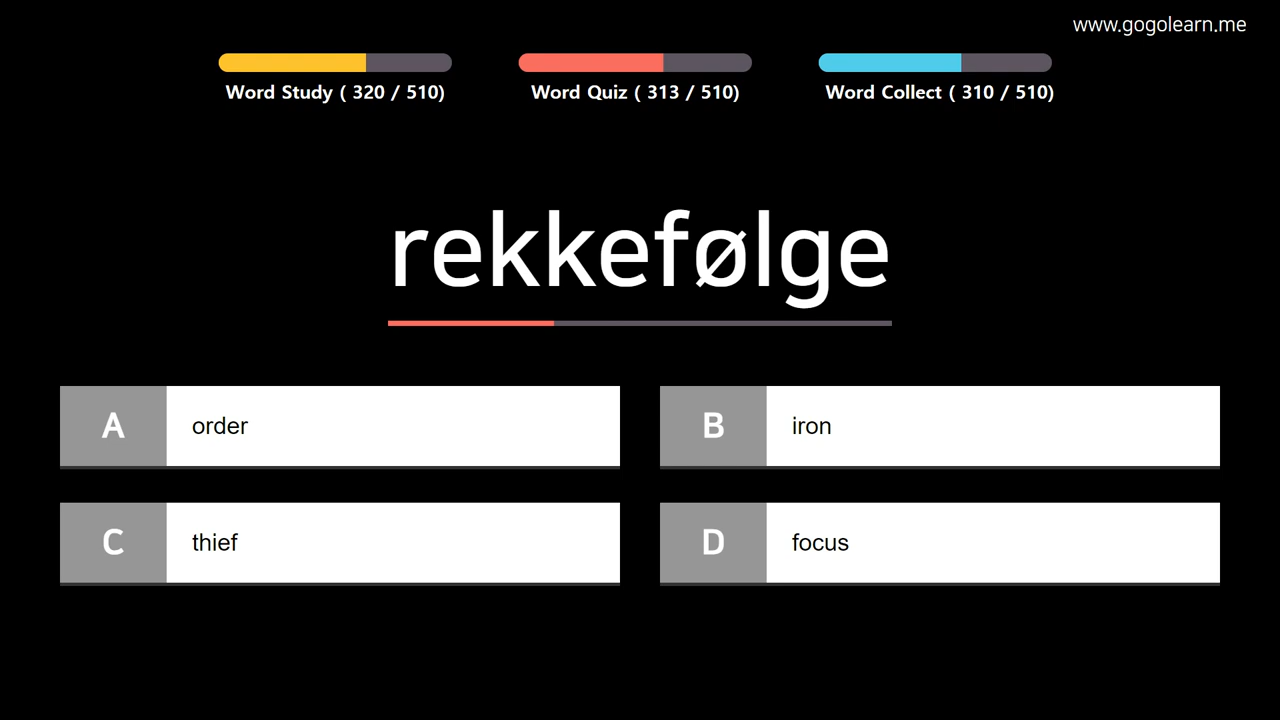 www.gogolearn.me
Word Study ( 320 / 510)
Word Quiz ( 313 / 510)
Word Collect ( 310 / 510)
rekkefølge
A order
B iron
C thief
D focus